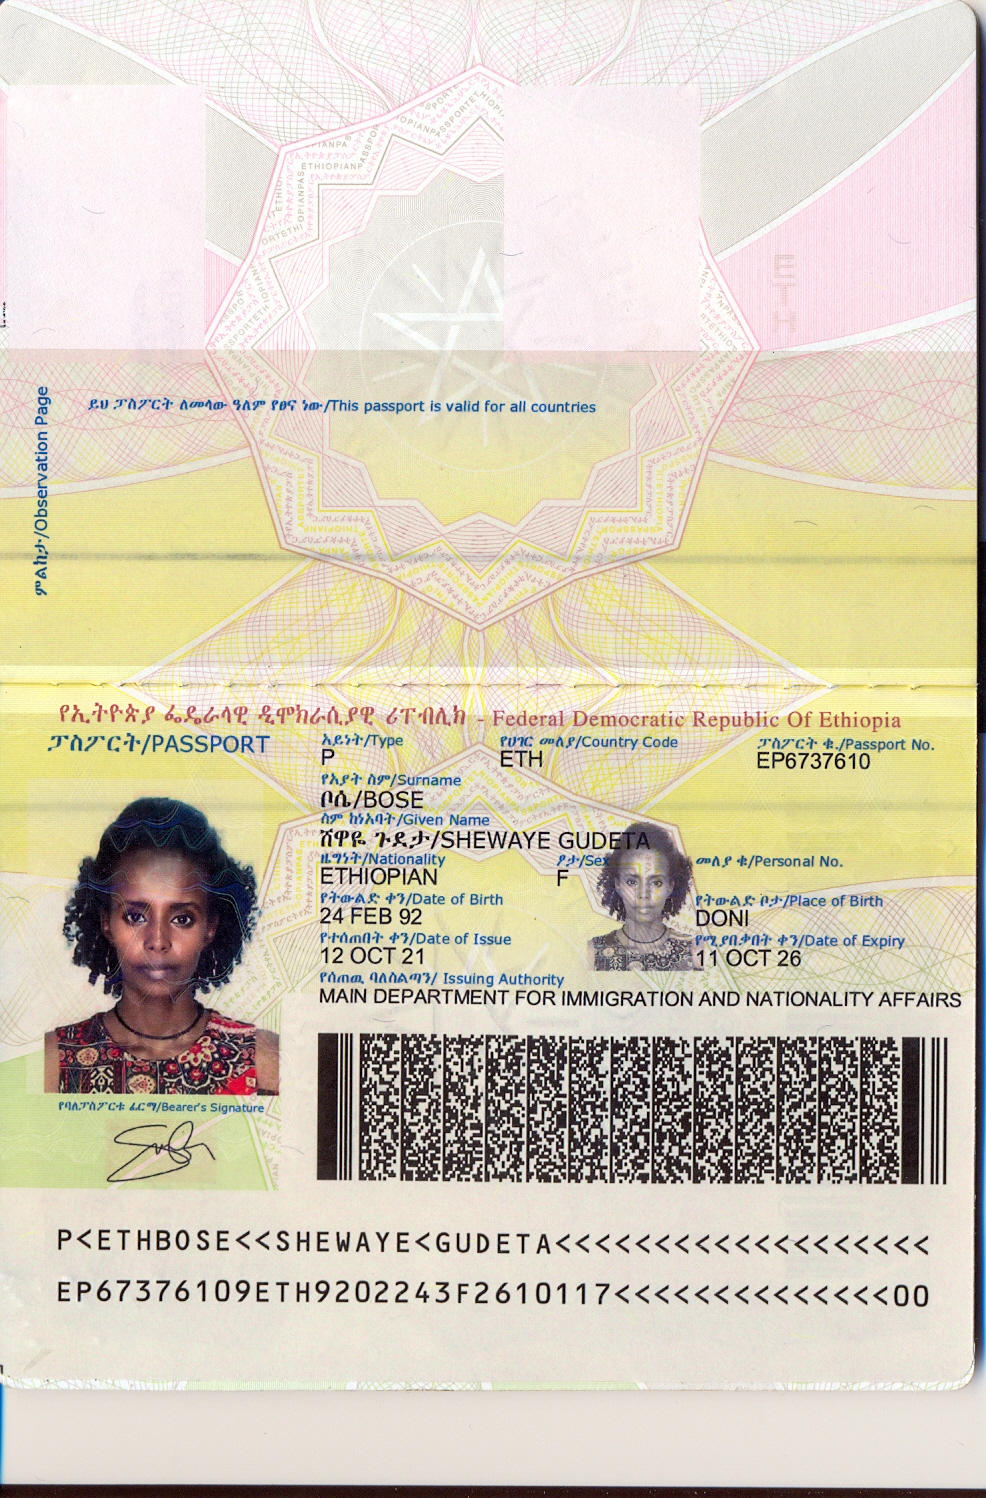 ይህ ፓስፖርት ለመላው ዓለም የፀና ነው/This passport is valid for all countries
ምልከታ/Observation Page
ETH
የኢትዮጵያ ፌዴራላዊ ዲሞክራሲያዊ ሪፐብሊክ - Federal Democratic Republic Of Ethiopia
ፓስፖርት/PASSPORT
አይነት/Type
የሀገር መለያ/Country Code
ፓስፖርት ቁ./Passport No.
P
ETH
EP6737610
የአያት ስም/Surname
ቦሴ/BOSE
ስም ከነአባት/Given Name
ሸዋዬ ጉደታ/SHEWAYE GUDETA
ዜግነት/Nationality
ፆታ/Sex
መለያ ቁ/Personal No.
ETHIOPIAN
F
የትውልድ ቀን/Date of Birth
የትውልድ ቦታ/Place of Birth
24 FEB 92
DONI
የተሰጠበት ቀን/Date of Issue
የሚያበቃበት ቀን/Date of Expiry
12 OCT 21
11 OCT 26
የሰጠዉ ባለስልጣን/ Issuing Authority
MAIN DEPARTMENT FOR IMMIGRATION AND NATIONALITY AFFAIRS
የባለፓስፖርቱ ፊርማ/Bearer's Signature
P<ETHBOSE<<SHEWAYE<GUDETA<<<<<<<<<<<<<<<<<<<
EP67376109ETH9202243F2610117<<<<<<<<<<<<<<00